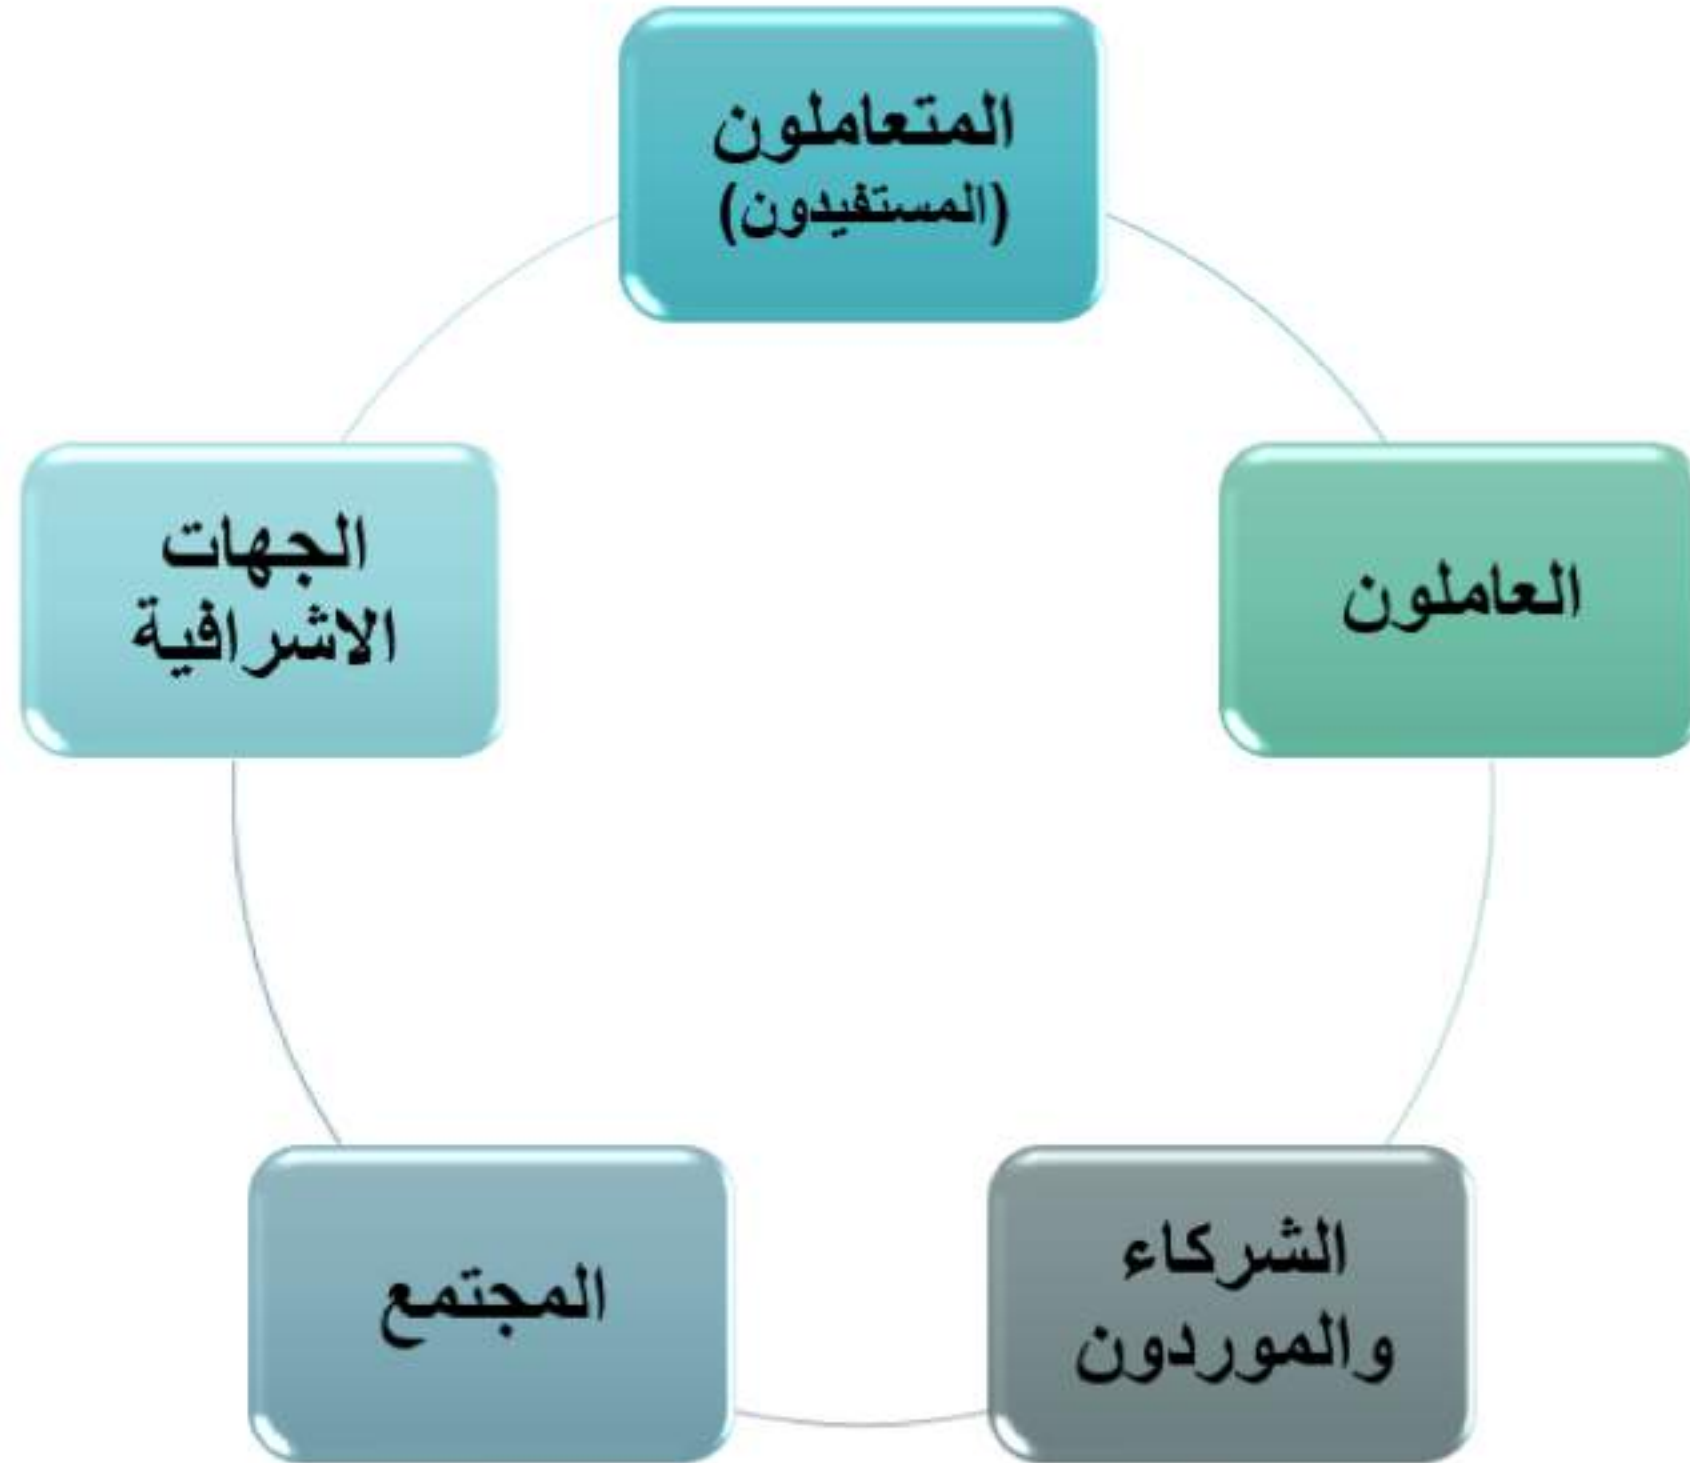 المتعاملون
(المستفيدون)
العاملون
الشركاء
والموردون
المجتمع
الجهات
الاشرافية